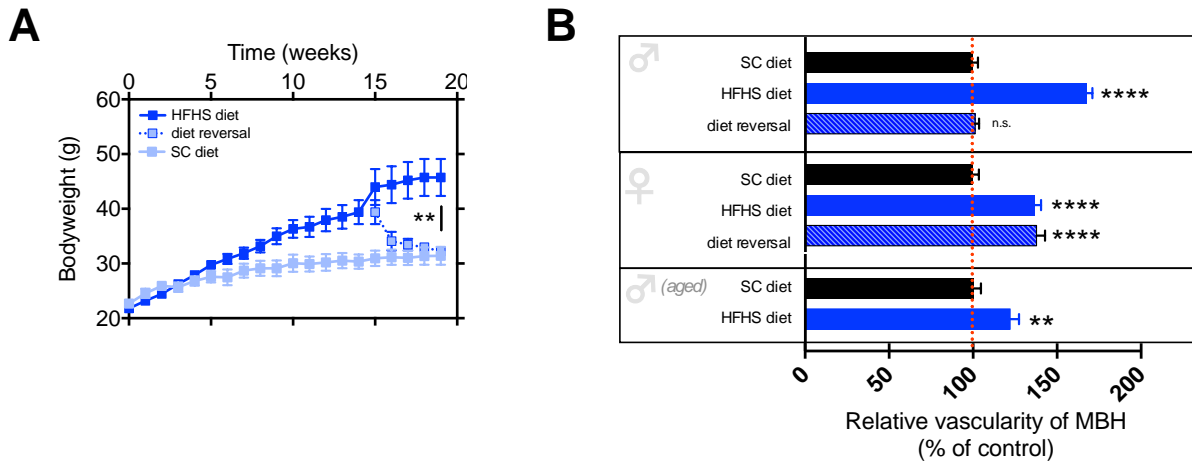 A
Time (weeks)
0 5 10 15 20
60
50
40
30
20
Bodyweight (g)
HFHS diet
diet reversal
SC diet
**
B
♂
SC diet
HFHS diet
****
diet reversal
n.s.
♀
SC diet
HFHS diet
****
diet reversal
****
♂ (aged)
SC diet
HFHS diet
**
0 50 100 150 200
Relative vascularity of MBH
(% of control)